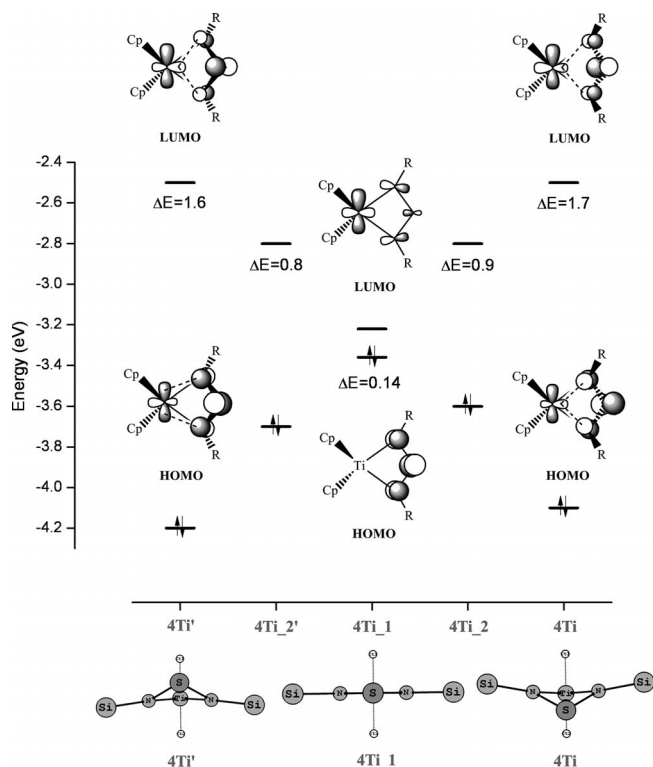 R
Cp
Cp
R
LUMO
R
Cp
Cp
R
LUMO
-2.4
-2.6
-2.8
-3.0
-3.2
-3.4
-3.6
-3.8
-4.0
-4.2
Energy (eV)
ΔE=1.6
ΔE=0.8
R
Cp
Cp
R
LUMO
ΔE=0.14
ΔE=0.9
ΔE=1.7
R
Cp
Cp
R
HOMO
R
Cp
Ti
Cp
R
HOMO
R
Cp
Cp
R
HOMO
4Ti' 4Ti_2' 4Ti_1 4Ti_2 4Ti
Si N S Ti N Si
Si N S N Si
Si N Ti S N Si
4Ti' 4Ti_1 4Ti